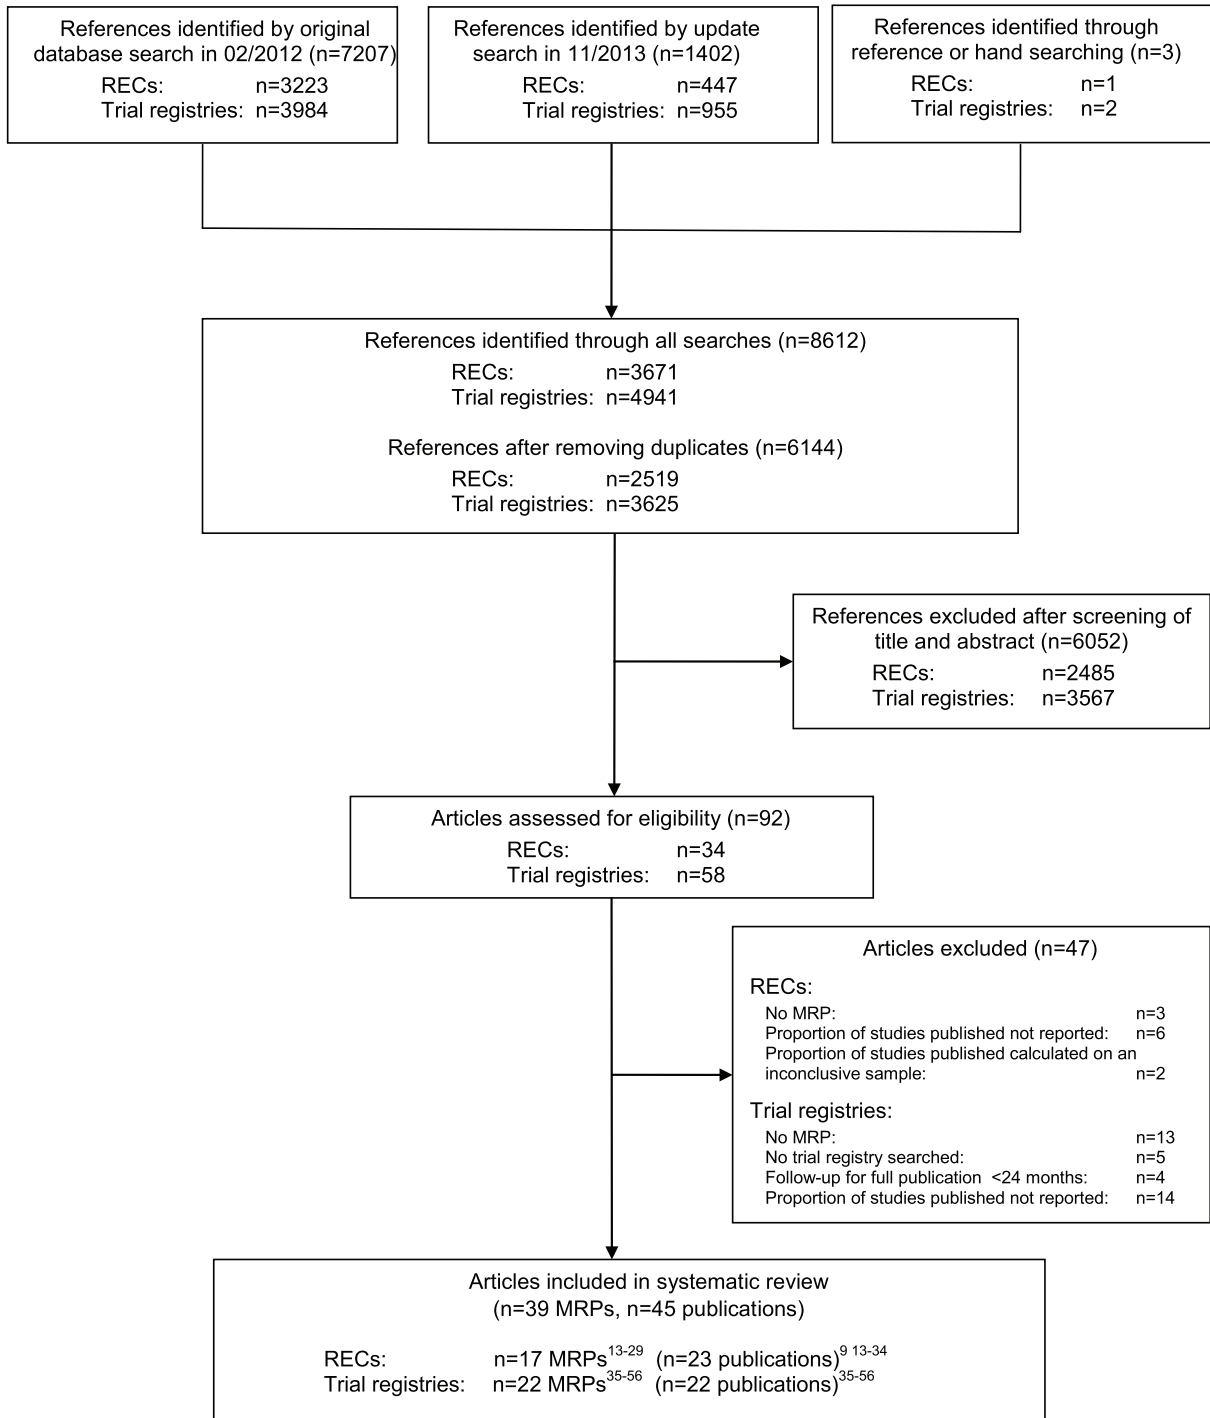 References identified by original
database search in 02/2012 (n=7207)
RECs: n=3223
Trial registries: n=3984
References identified by update
search in 11/2013 (n=1402)
RECs: n=447
Trial registries: n=955
References identified through
reference or hand searching (n=3)
RECs: n=1
Trial registries: n=2
References identified through all searches (n=8612)
RECs: n=3671
Trial registries: n=4941
References after removing duplicates (n=6144)
RECs: n=2519
Trial registries: n=3625
References excluded after screening of
title and abstract (n=6052)
RECs: n=2485
Trial registries: n=3567
Articles assessed for eligibility (n=92)
RECs: n=34
Trial registries: n=58
Articles excluded (n=47)
RECs:
No MRP: n=3
Proportion of studies published not reported: n=6
Proportion of studies published calculated on an
inconclusive sample: n=2
Trial registries:
No MRP: n=13
No trial registry searched: n=5
Follow-up for full publication <24 months: n=4
Proportion of studies published not reported: n=14
Articles included in systematic review
(n=39 MRPs, n=45 publications)
RECs: n=17 MRPs13-29 (n=23 publications)9 13-34
Trial registries: n=22 MRPs35-56 (n=22 publications)35-56